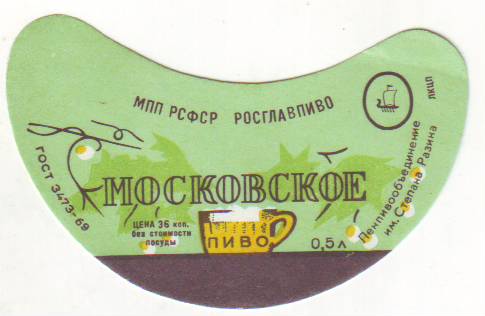 МПП РСФСР РОСГЛАВПИВО
ЛКЦП
ГОСТ 3473-69
МОСКОВСКОЕ
ЦЕНА 36 коп.
без стоимости
посуды
ПИВО
0,5 л
Ленпивообъединение
им. Степана Разина